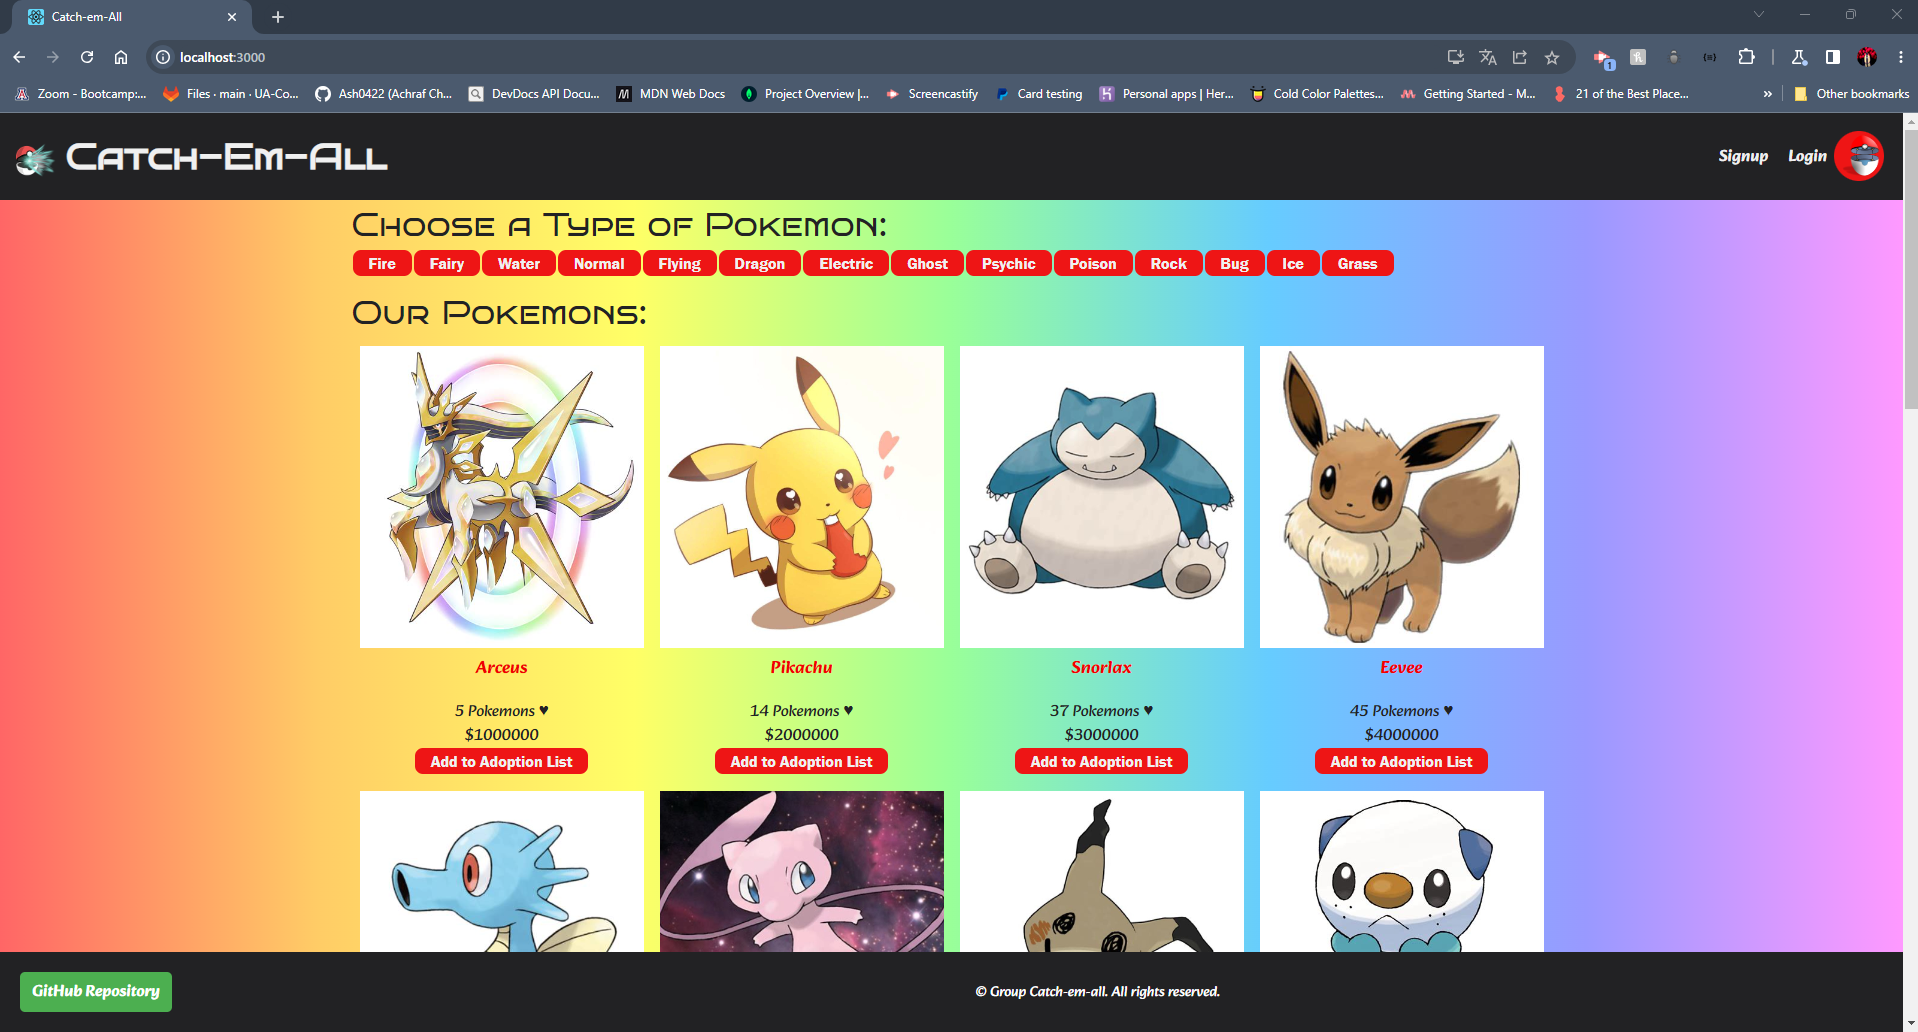 Catch-em-All
localhost:3000
1
Zoom - Bootcamp:... Files · main · UA-Co... Ash0422 (Achraf Ch... DevDocs API Docu... MDN Web Docs Project Overview |... Screencastify Card testing Personal apps | Her... Cold Color Palettes... Getting Started - M... 21 of the Best Place... » Other bookmarks
Catch-Em-All Signup Login
Choose a Type of Pokemon:
Fire Fairy Water Normal Flying Dragon Electric Ghost Psychic Poison Rock Bug Ice Grass
Our Pokemons:
Arceus Pikachu Snorlax Eevee
5 Pokemons ♥ 14 Pokemons ♥ 37 Pokemons ♥ 45 Pokemons ♥
$1000000 $2000000 $3000000 $4000000
Add to Adoption List Add to Adoption List Add to Adoption List Add to Adoption List
GitHub Repository © Group Catch-em-all. All rights reserved.